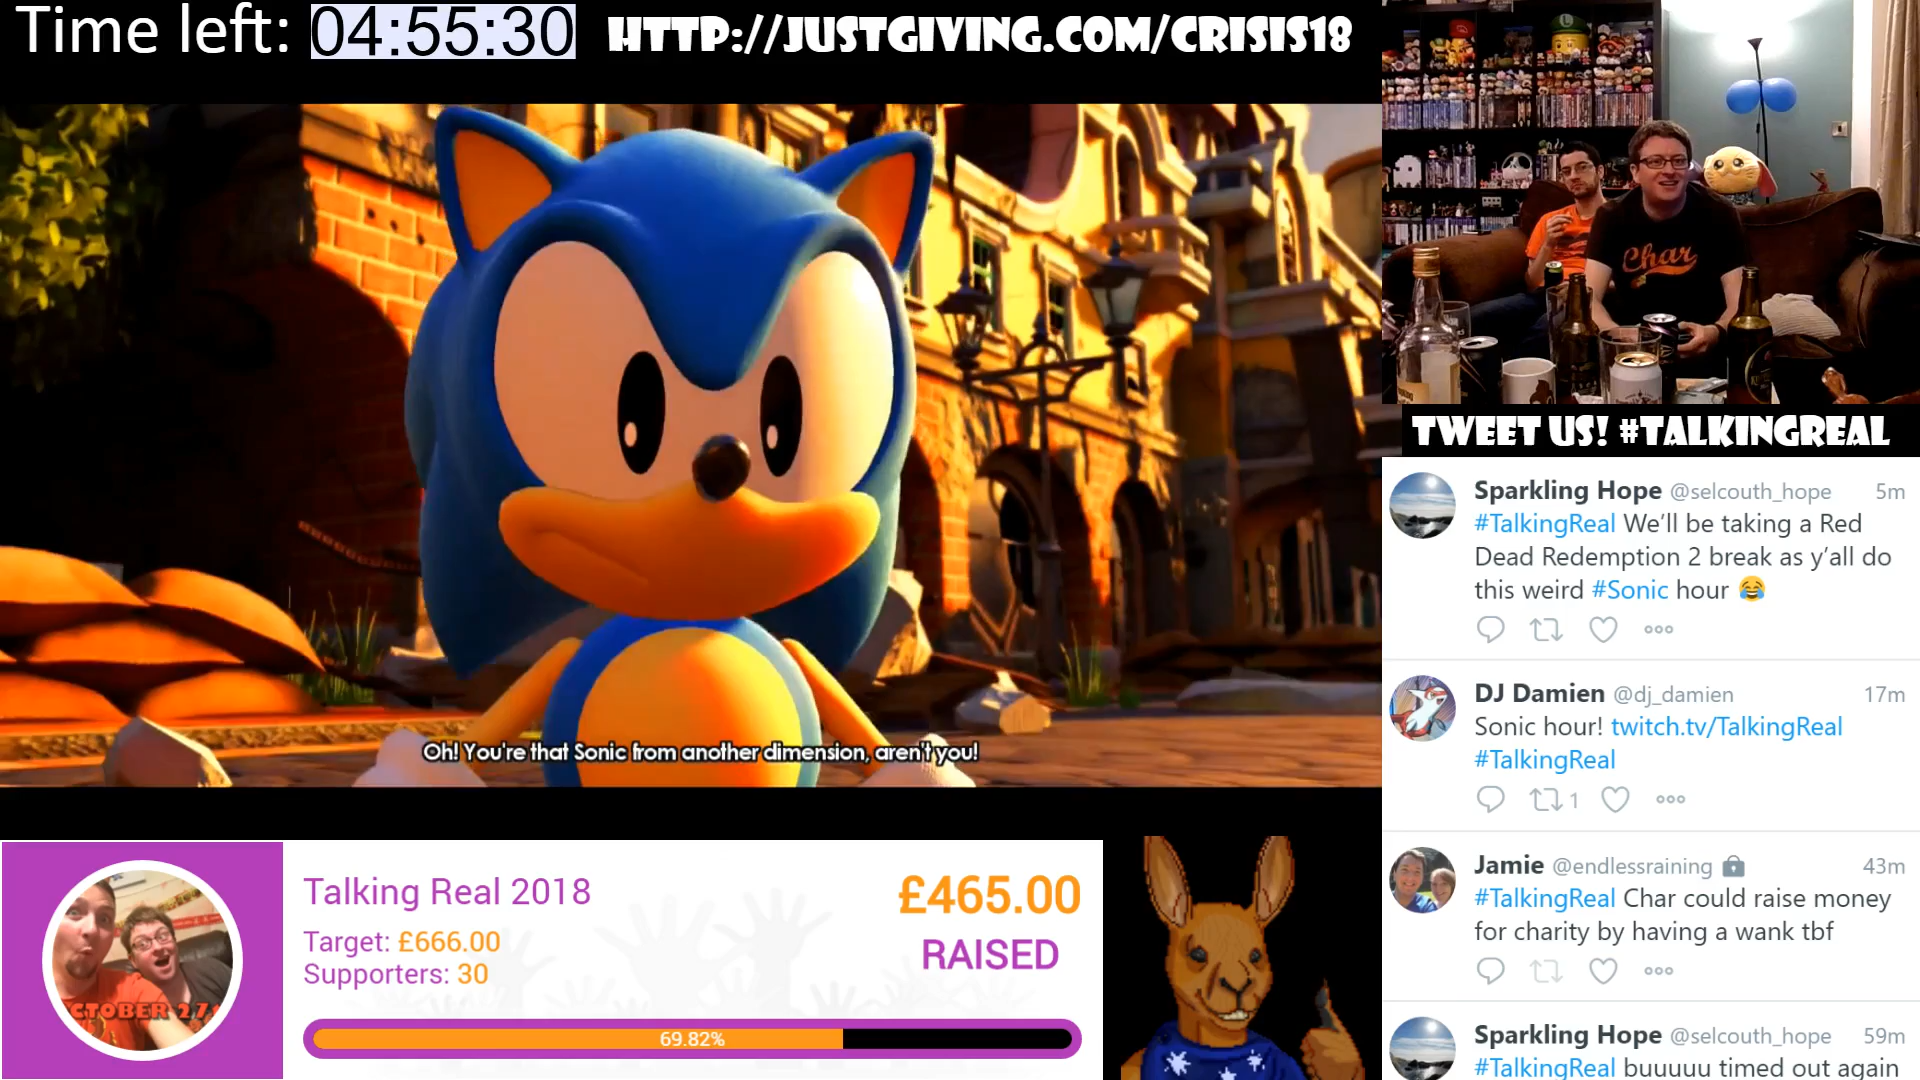 Time left: 04:55:30
HTTP://JUSTGIVING.COM/CRISIS18
Oh! You're that Sonic from another dimension, aren't you!
Char
TWEET US! #TALKINGREAL
Sparkling Hope @selcouth_hope 5m
#TalkingReal We'll be taking a Red
Dead Redemption 2 break as y'all do
this weird #Sonic hour 😂
DJ Damien @dj_damien 17m
Sonic hour! twitch.tv/TalkingReal
#TalkingReal
1
Jamie @endlessraining 43m
#TalkingReal Char could raise money
for charity by having a wank tbf
Sparkling Hope @selcouth_hope 59m
#TalkingReal buuuuu timed out again
CTOBER 27
Talking Real 2018
Target: £666.00
Supporters: 30
£465.00
RAISED
69.82%